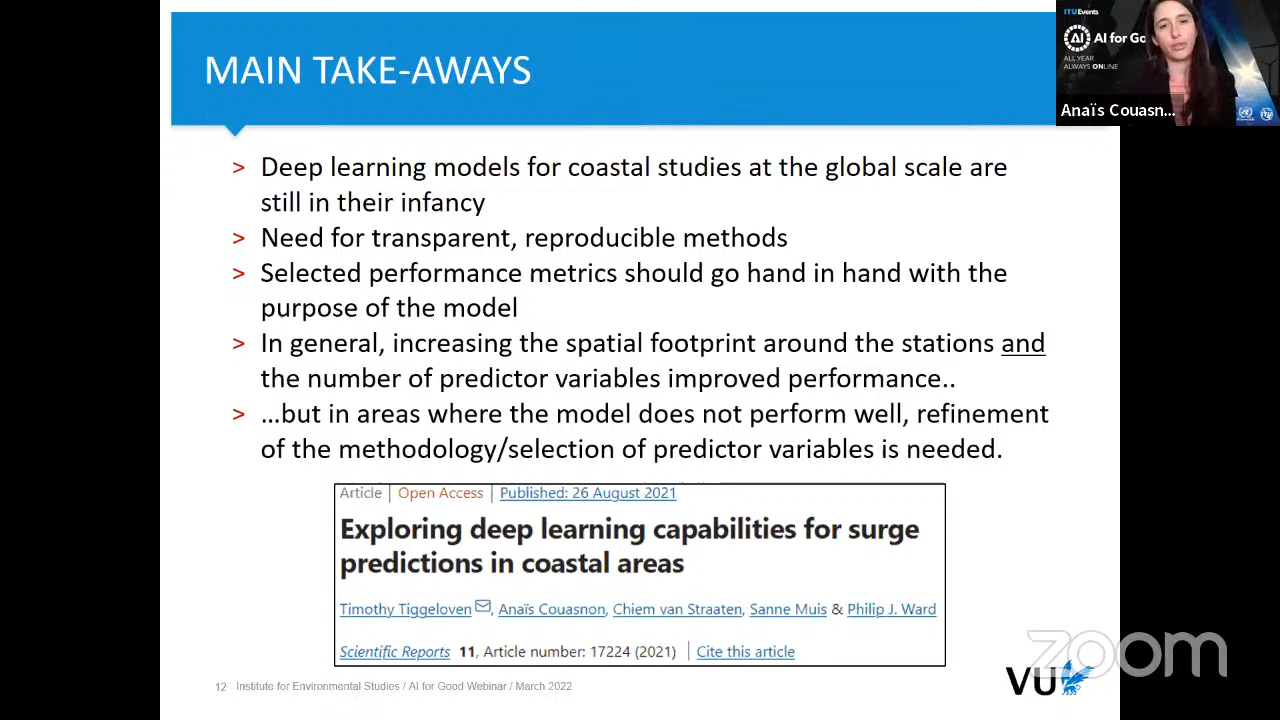 MAIN TAKE-AWAYS
> Deep learning models for coastal studies at the global scale are
still in their infancy
> Need for transparent, reproducible methods
> Selected performance metrics should go hand in hand with the
purpose of the model
> In general, increasing the spatial footprint around the stations and
the number of predictor variables improved performance..
> …but in areas where the model does not perform well, refinement
of the methodology/selection of predictor variables is needed.
Article | Open Access | Published: 26 August 2021
Exploring deep learning capabilities for surge
predictions in coastal areas
Timothy Tiggeloven, Anaïs Couasnon, Chiem van Straaten, Sanne Muis & Philip J. Ward
Scientific Reports 11, Article number: 17224 (2021) | Cite this article
12 Institute for Environmental Studies / AI for Good Webinar / March 2022
VU
zoom
ITUEvents
AI
AI for Go
ALL YEAR
ALWAYS ONLINE
Anaïs Couasn...